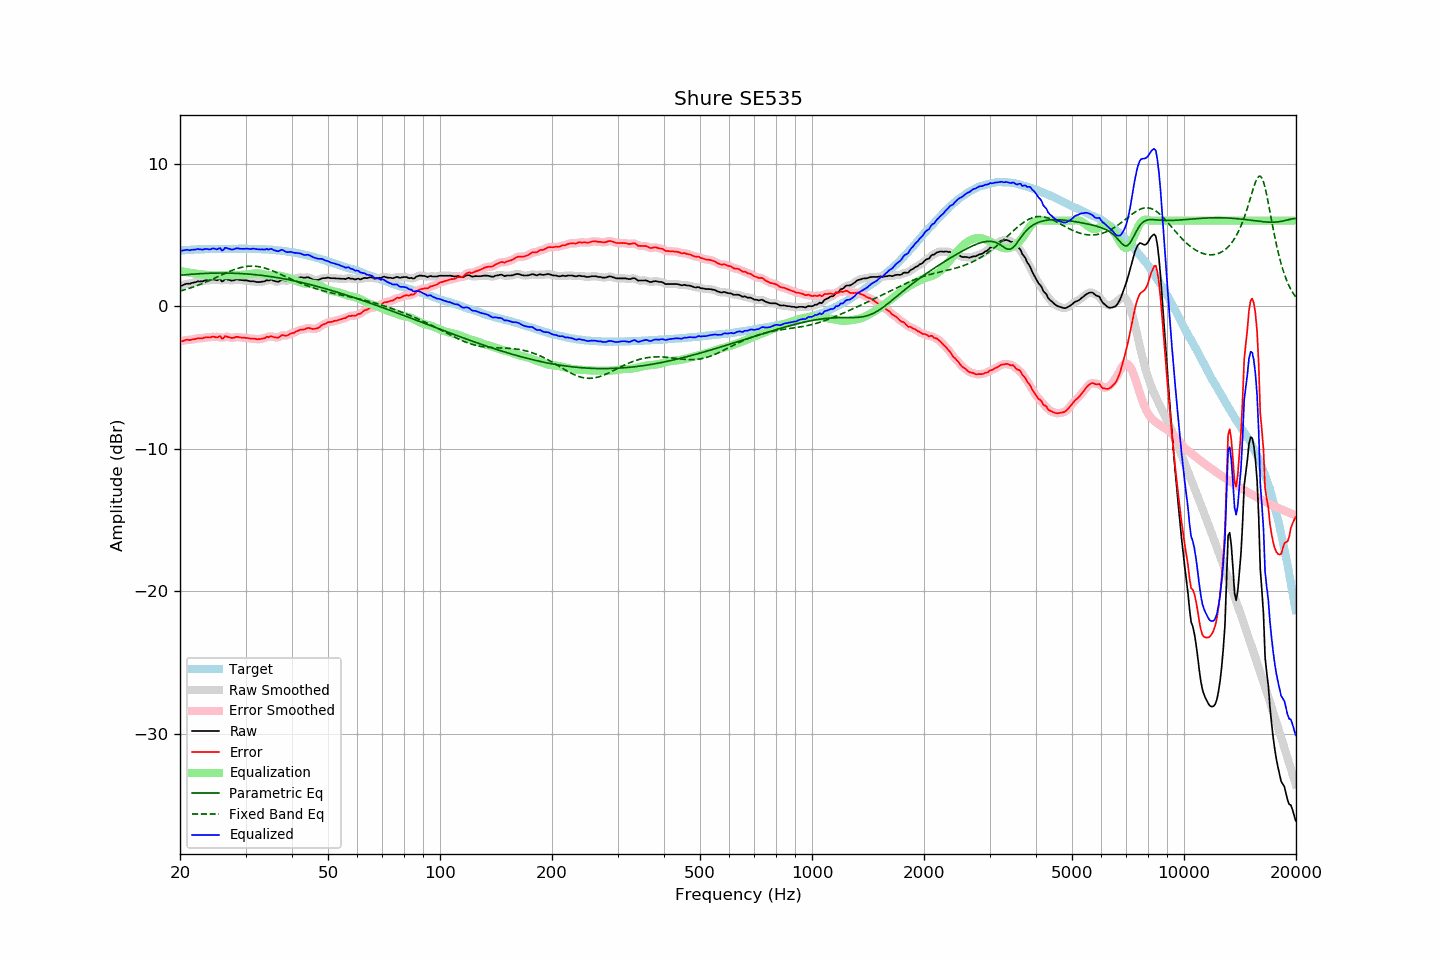 Shure SE535
Amplitude (dBr)
10
0
−10
−20
−30
Target
Raw Smoothed
Error Smoothed
Raw
Error
Equalization
Parametric Eq
Fixed Band Eq
Equalized
20 50 100 200 500 1000 2000 5000 10000 20000
Frequency (Hz)